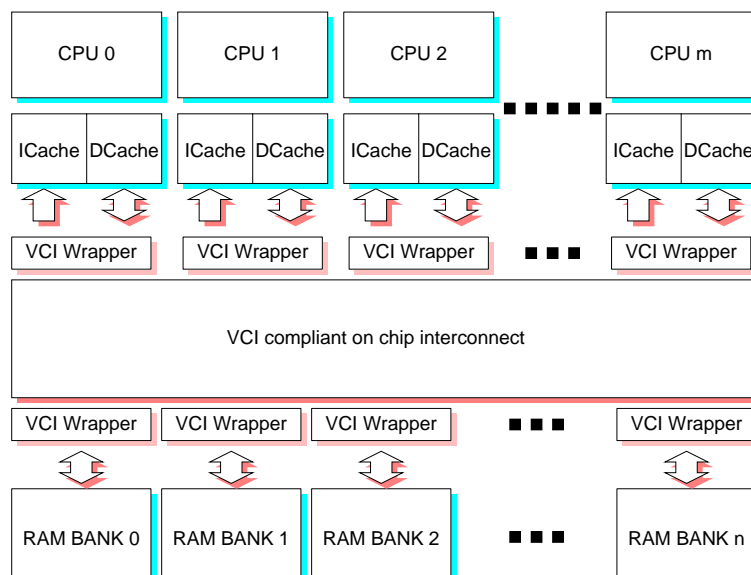 CPU 0 CPU 1 CPU 2 CPU m
ICache DCache ICache DCache ICache DCache ICache DCache
VCI Wrapper VCI Wrapper VCI Wrapper VCI Wrapper
VCI compliant on chip interconnect
VCI Wrapper VCI Wrapper VCI Wrapper VCI Wrapper
RAM BANK 0 RAM BANK 1 RAM BANK 2 RAM BANK n